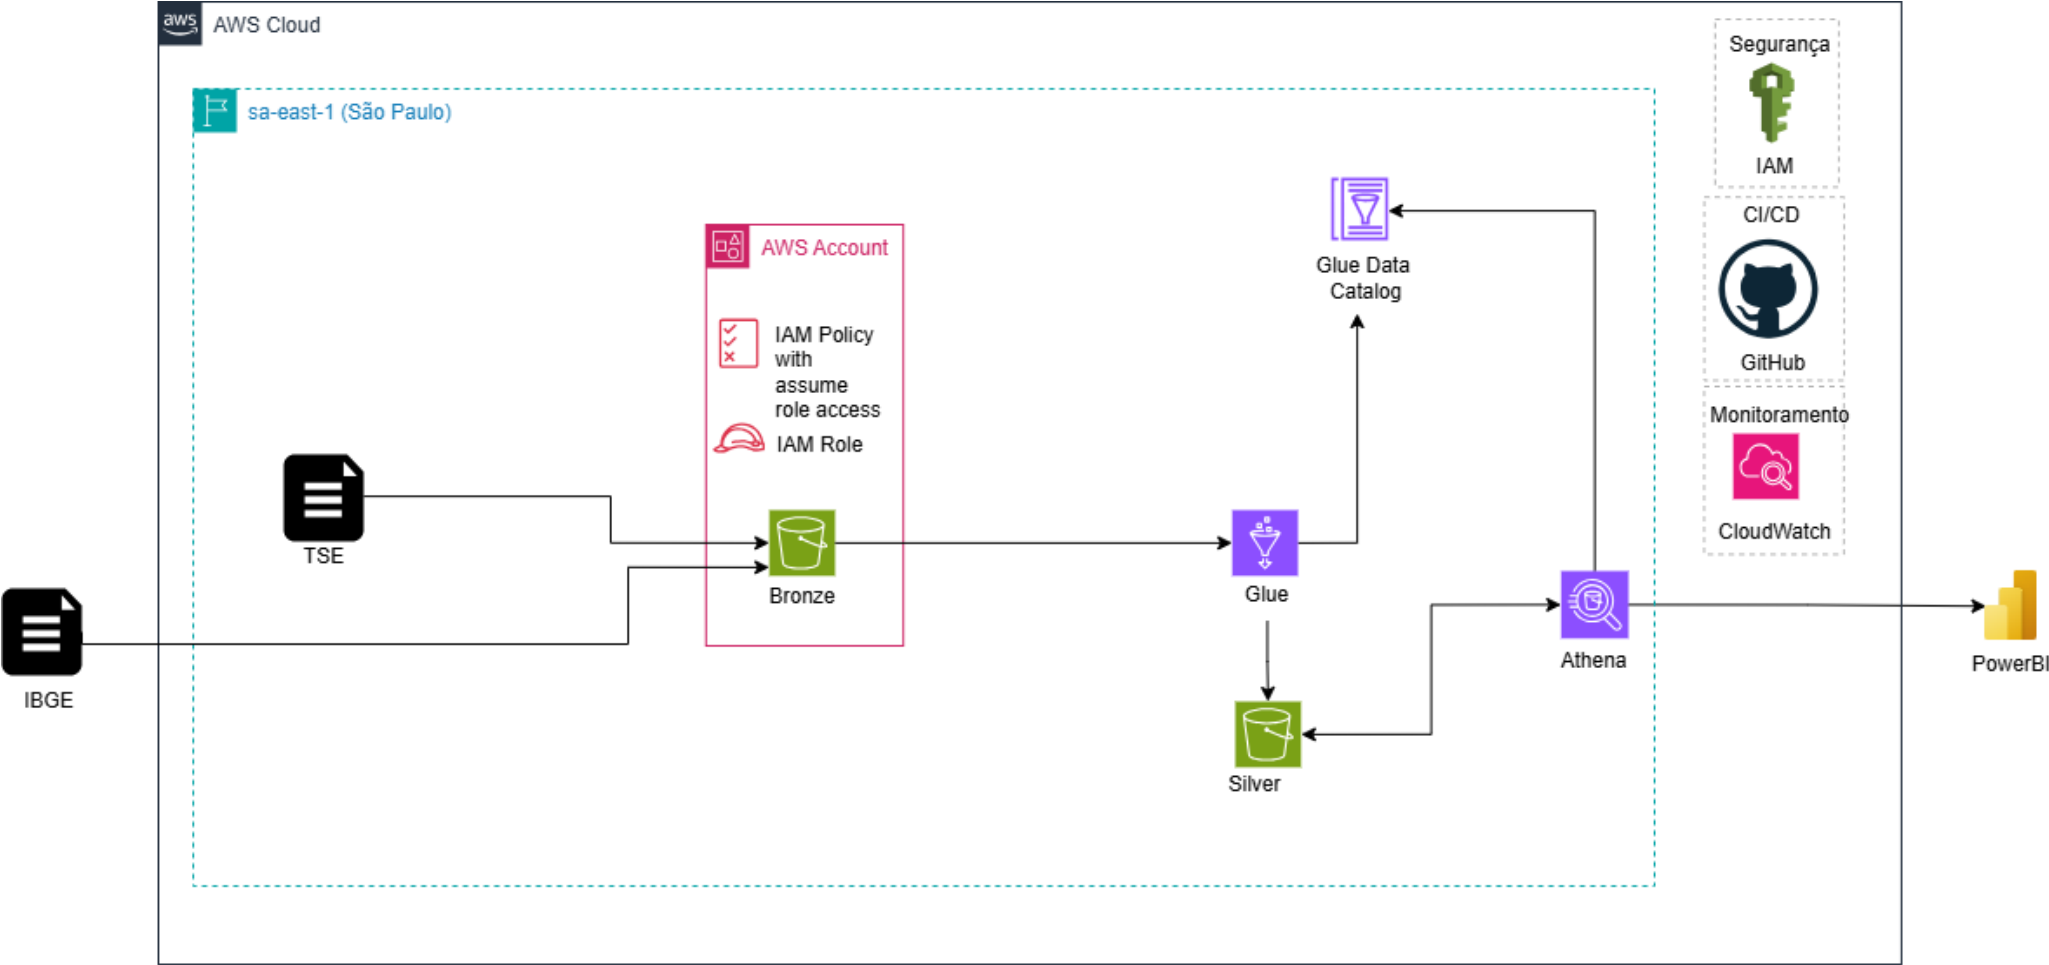 aws
AWS Cloud
sa-east-1 (São Paulo)
AWS Account
IAM Policy
with
assume
role access
IAM Role
TSE
Bronze
IBGE
Glue Data
Catalog
Glue
Silver
Athena
Segurança
IAM
CI/CD
GitHub
Monitoramento
CloudWatch
PowerBI